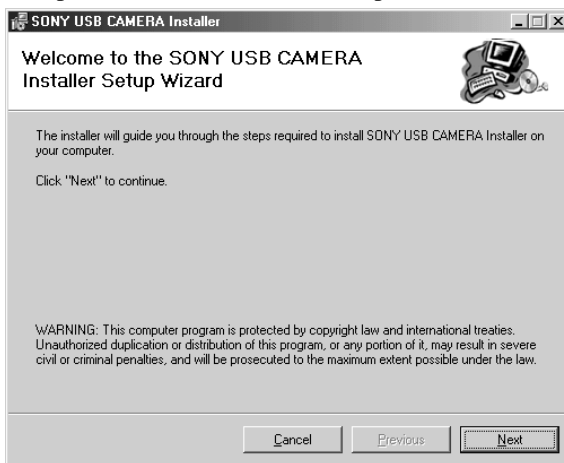 SONY USB CAMERA Installer
Welcome to the SONY USB CAMERA
Installer Setup Wizard
The installer will guide you through the steps required to install SONY USB CAMERA Installer on
your computer.
Click "Next" to continue.
WARNING: This computer program is protected by copyright law and international treaties.
Unauthorized duplication or distribution of this program, or any portion of it, may result in severe
civil or criminal penalties, and will be prosecuted to the maximum extent possible under the law.
Cancel Previous Next